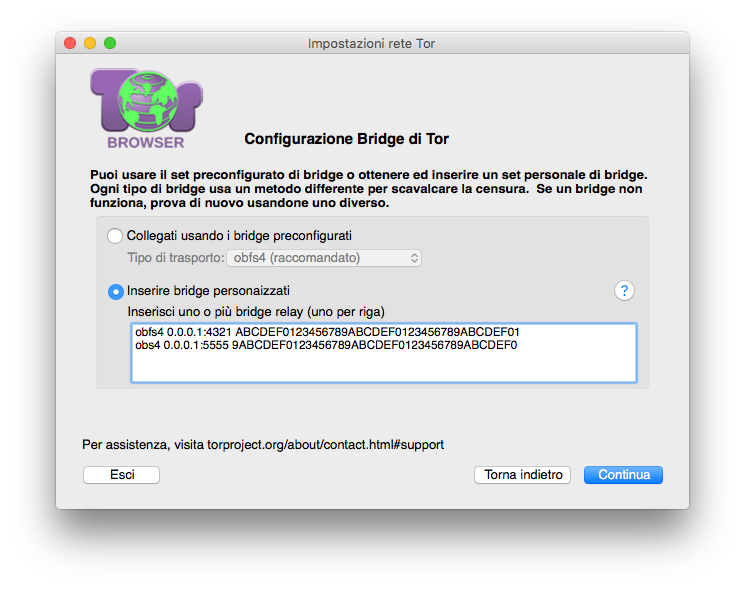 Impostazioni rete Tor
Tor
BROWSER
Configurazione Bridge di Tor
Puoi usare il set preconfigurato di bridge o ottenere ed inserire un set personale di bridge.
Ogni tipo di bridge usa un metodo differente per scavalcare la censura. Se un bridge non
funziona, prova di nuovo usandone uno diverso.
Collegati usando i bridge preconfigurati
Tipo di trasporto: obfs4 (raccomandato)
Inserire bridge personaizzati
?
Inserisci uno o più bridge relay (uno per riga)
obfs4 0.0.0.1:4321 ABCDEF0123456789ABCDEF0123456789ABCDEF01
obs4 0.0.0.1:5555 9ABCDEF0123456789ABCDEF0123456789ABCDEF0
Per assistenza, visita torproject.org/about/contact.html#support
Esci
Torna indietro
Continua